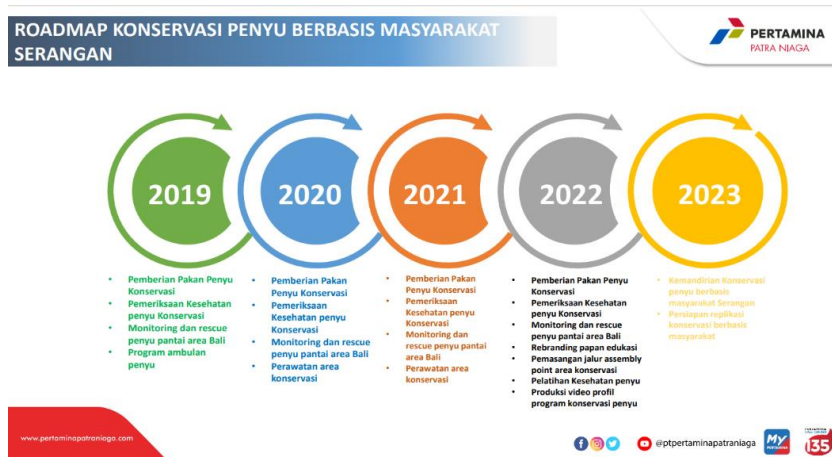 ROADMAP KONSERVASI PENYU BERBASIS MASYARAKAT
SERANGAN
PERTAMINA
PATRA NIAGA
2019
2020
2021
2022
2023
• Pemberian Pakan Penyu
Konservasi
• Pemeriksaan Kesehatan
penyu Konservasi
• Monitoring dan rescue
penyu pantai area Bali
• Program ambulan
penyu
• Pemberian Pakan
Penyu Konservasi
• Pemeriksaan
Kesehatan penyu
Konservasi
• Monitoring dan rescue
penyu pantai area Bali
• Perawatan area
konservasi
• Pemberian Pakan
Penyu Konservasi
• Pemeriksaan
Kesehatan penyu
Konservasi
• Monitoring dan
rescue penyu pantai
area Bali
• Perawatan area
konservasi
• Pemberian Pakan Penyu
Konservasi
• Pemeriksaan Kesehatan
penyu Konservasi
• Monitoring dan rescue
penyu pantai area Bali
• Rebranding papan edukasi
• Pemasangan jalur assembly
point area konservasi
• Pelatihan Kesehatan penyu
• Produksi video profil
program konservasi penyu
• Kemandirian Konservasi
penyu berbasis
masyarakat Serangan
• Persiapan replikasi
konservasi berbasis
masyarakat
www.pertaminapatraniaga.com
@ptpertaminapatraniaga
My
PERTAMINA
135